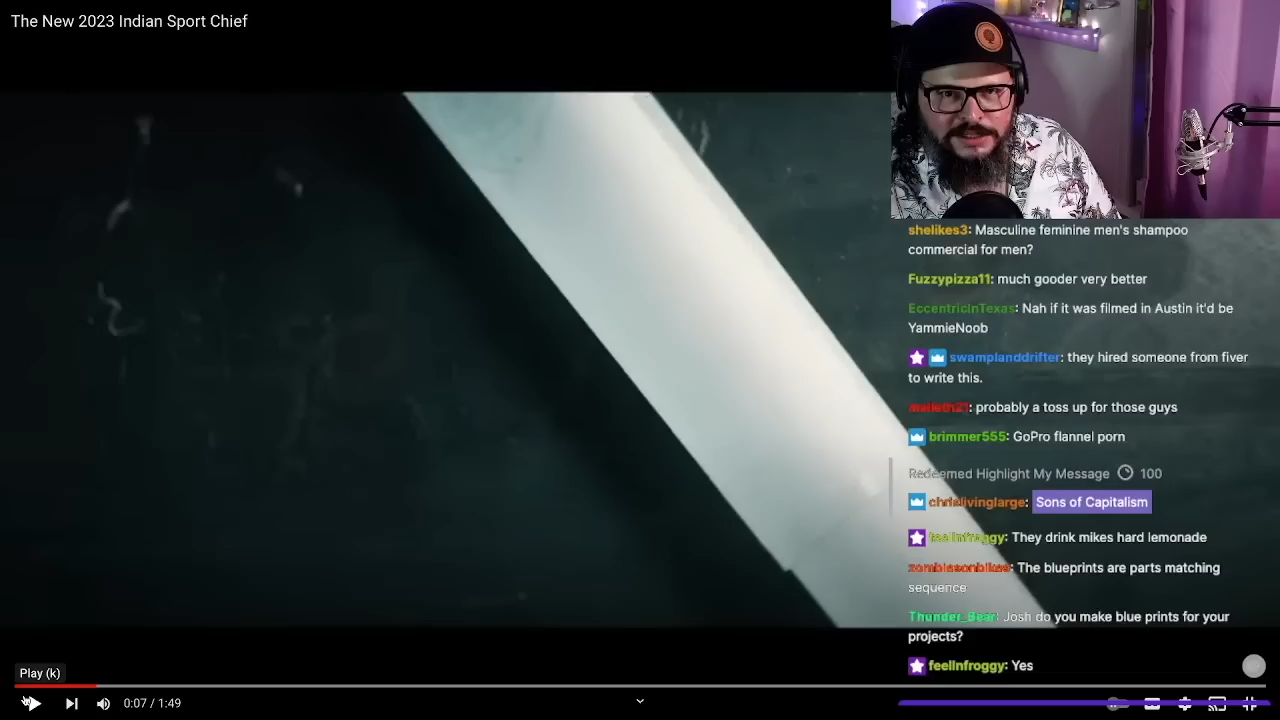 The New 2023 Indian Sport Chief
shelikes3: Masculine feminine men's shampoo
commercial for men?
Fuzzypizza11: much gooder very better
EccentricInTexas: Nah if it was filmed in Austin it'd be
YammieNoob
swamplanddrifter: they hired someone from fiver
to write this.
: probably a toss up for those guys
brimmer555: GoPro flannel porn
Redeemed Highlight My Message 100
chrislivinglarge: Sons of Capitalism
feelinfroggy: They drink mikes hard lemonade
zombiesonbikes: The blueprints are parts matching
sequence
Thunder_Bear: Josh do you make blue prints for your
projects?
feelinfroggy: Yes
Play (k)
0:07 / 1:49